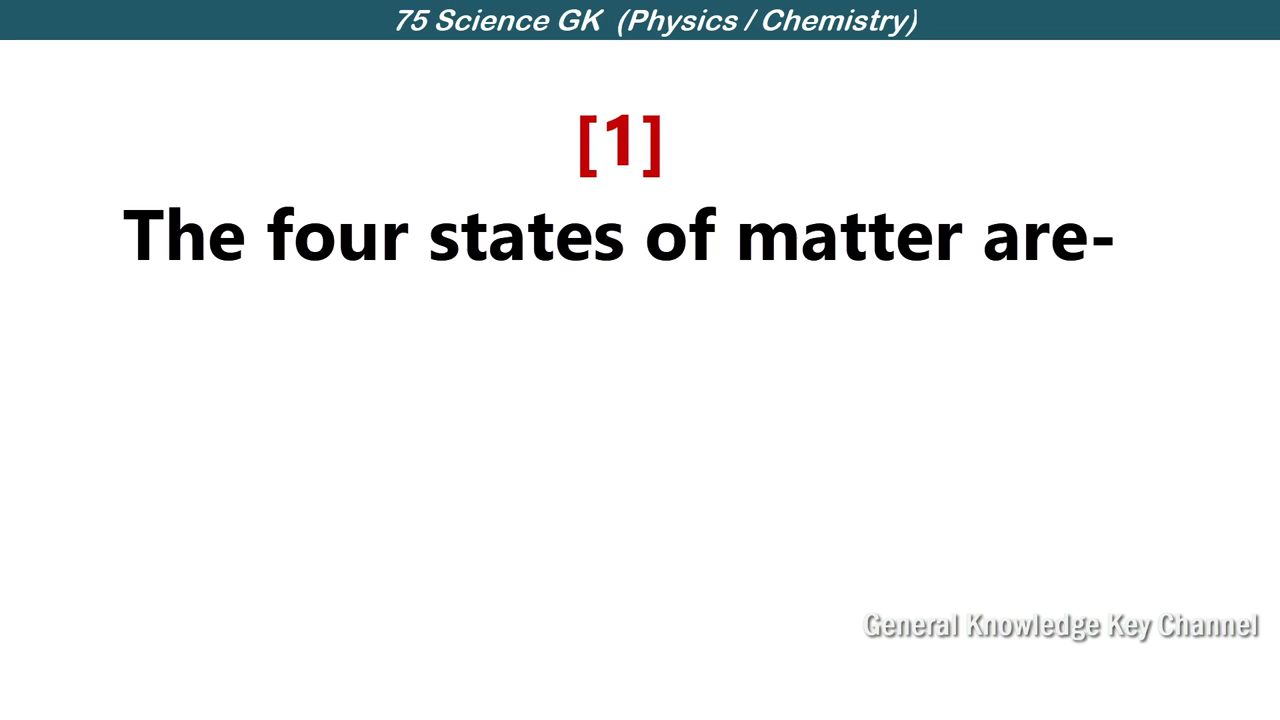 75 Science GK (Physics / Chemistry)
[1]
The four states of matter are-
General Knowledge Key Channel